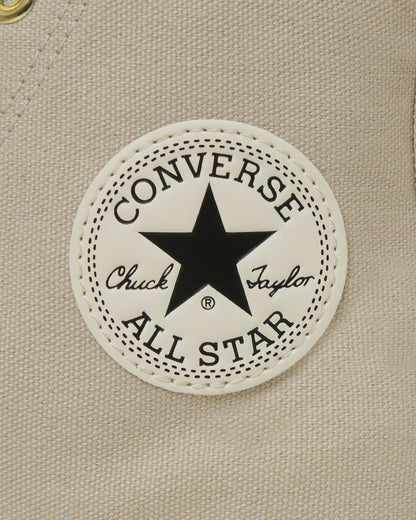 CONVERSE
Chuck Taylor
®
ALL STAR